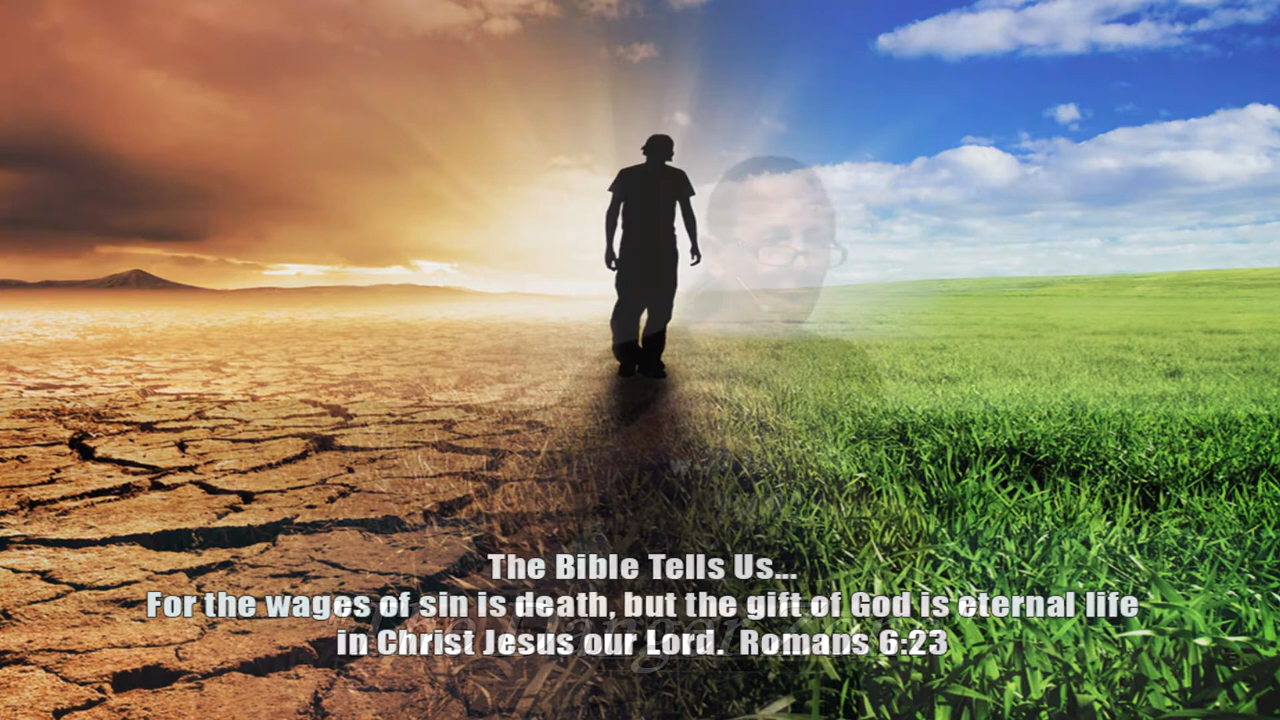 The Bible Tells Us...
For the wages of sin is death, but the gift of God is eternal life
in Christ Jesus our Lord.  Romans 6:23